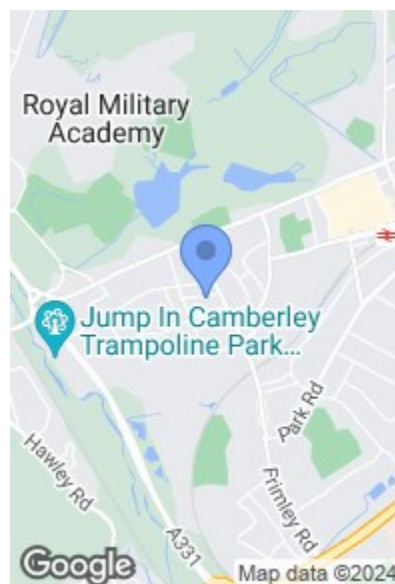 Royal Military
Academy
Jump In Camberley
Trampoline Park...
Park Rd
Hawley Rd
Frimley Rd
A331
Google
Map data ©2024